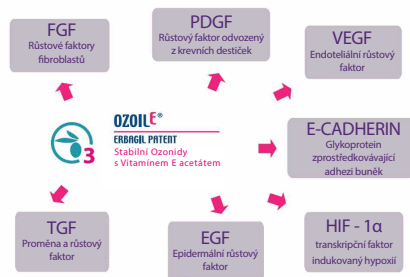 FGF
Růstové faktory
fibroblastů
PDGF
Růstový faktor odvozený
z krevních destiček
VEGF
Endoteliální růstový
faktor
OZOILE®
ERBAGIL PATENT
Stabilní Ozonidy
s Vitamínem E acetátem
3
E-CADHERIN
Glykoprotein
zprostředkovávající
adhezi buněk
TGF
Proměna a růstový
faktor
EGF
Epidermální růstový
faktor
HIF - 1α
transkripční faktor
indukovaný hypoxií